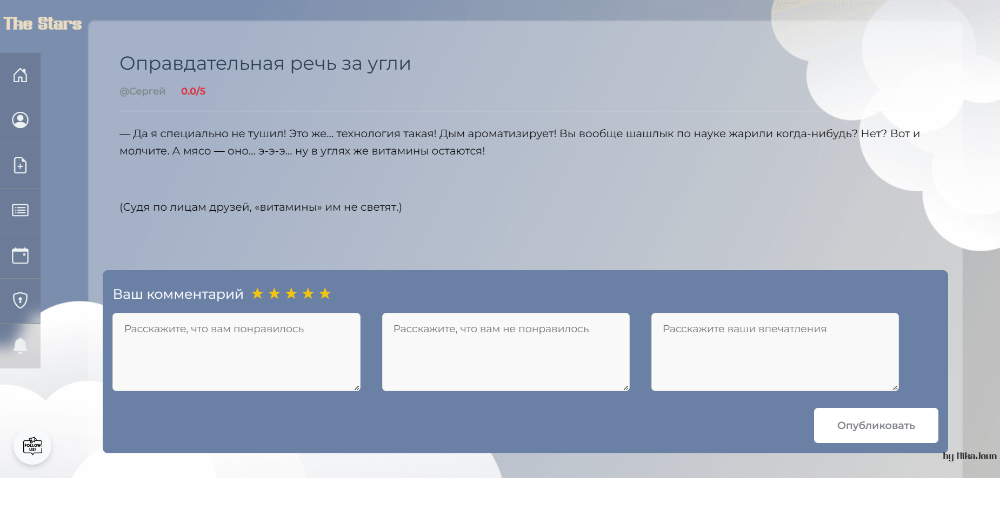 The Stars
Оправдательная речь за угли
@Сергей 0.0/5
— Да я специально не тушил! Это же... технология такая! Дым ароматизирует! Вы вообще шашлык по науке жарили когда-нибудь? Нет? Вот и
молчите. А мясо — оно... э-э-э... ну в углях же витамины остаются!
(Судя по лицам друзей, «витамины» им не светят.)
Ваш комментарий ★ ★ ★ ★ ★
Расскажите, что вам понравилось
Расскажите, что вам не понравилось
Расскажите ваши впечатления
Опубликовать
FOLLOW
US!
by NikaJoun